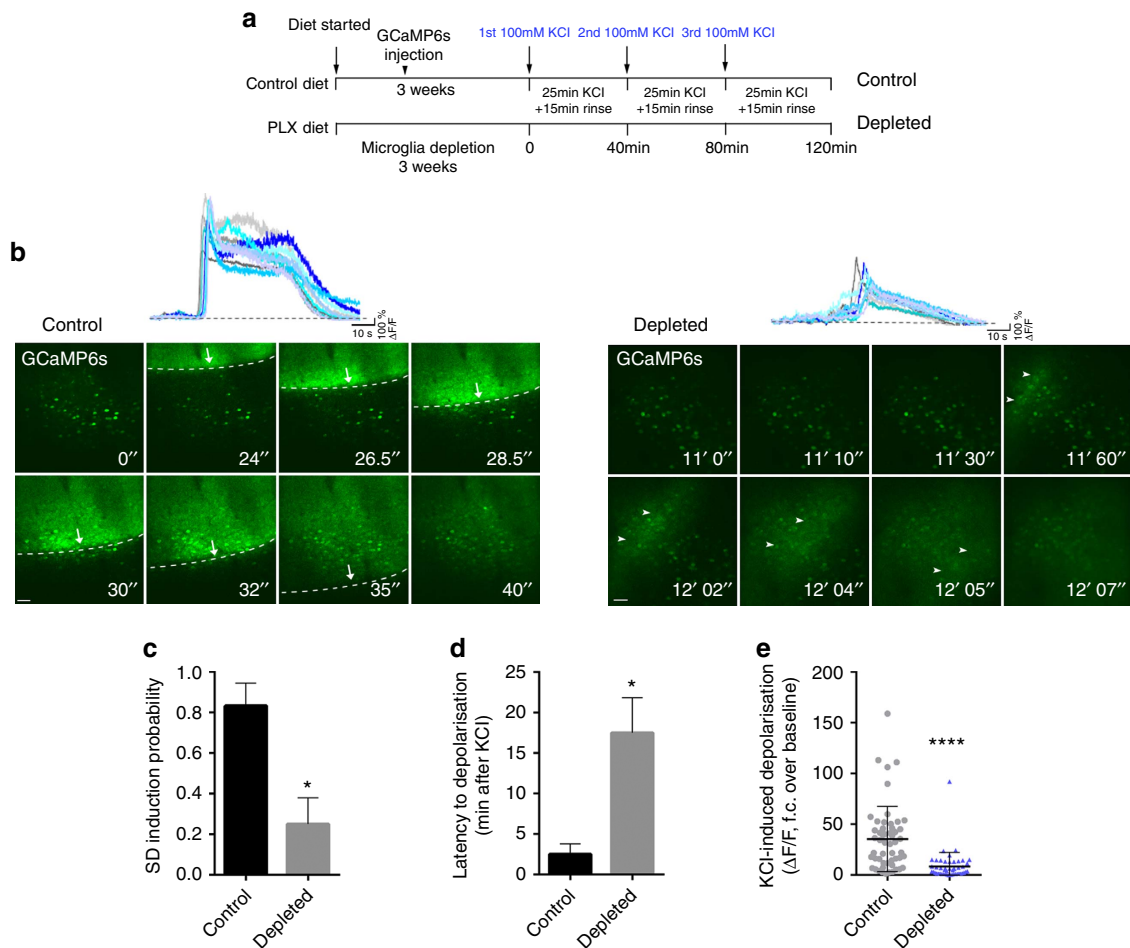 a
Diet started
GCaMP6s
injection
1st 100mM KCl
2nd 100mM KCl
3rd 100mM KCl
Control diet
3 weeks
25min KCl
+15min rinse
25min KCl
+15min rinse
25min KCl
+15min rinse
Control
PLX diet
Depleted
Microglia depletion
3 weeks
0
40min
80min
120min
b
Control
10 s
100 %
ΔF/F
Depleted
10 s
100 %
ΔF/F
GCaMP6s
0″
24″
26.5″
28.5″
30″
32″
35″
40″
GCaMP6s
11′ 0″
11′ 10″
11′ 30″
11′ 60″
12′ 02″
12′ 04″
12′ 05″
12′ 07″
c
SD induction probability
1.0
0.8
0.6
0.4
0.2
0.0
*
Control
Depleted
d
Latency to depolarisation
(min after KCl)
25
20
15
10
5
0
*
Control
Depleted
e
KCl-induced depolarisation
(ΔF/F, f.c. over baseline)
200
150
100
50
0
****
Control
Depleted